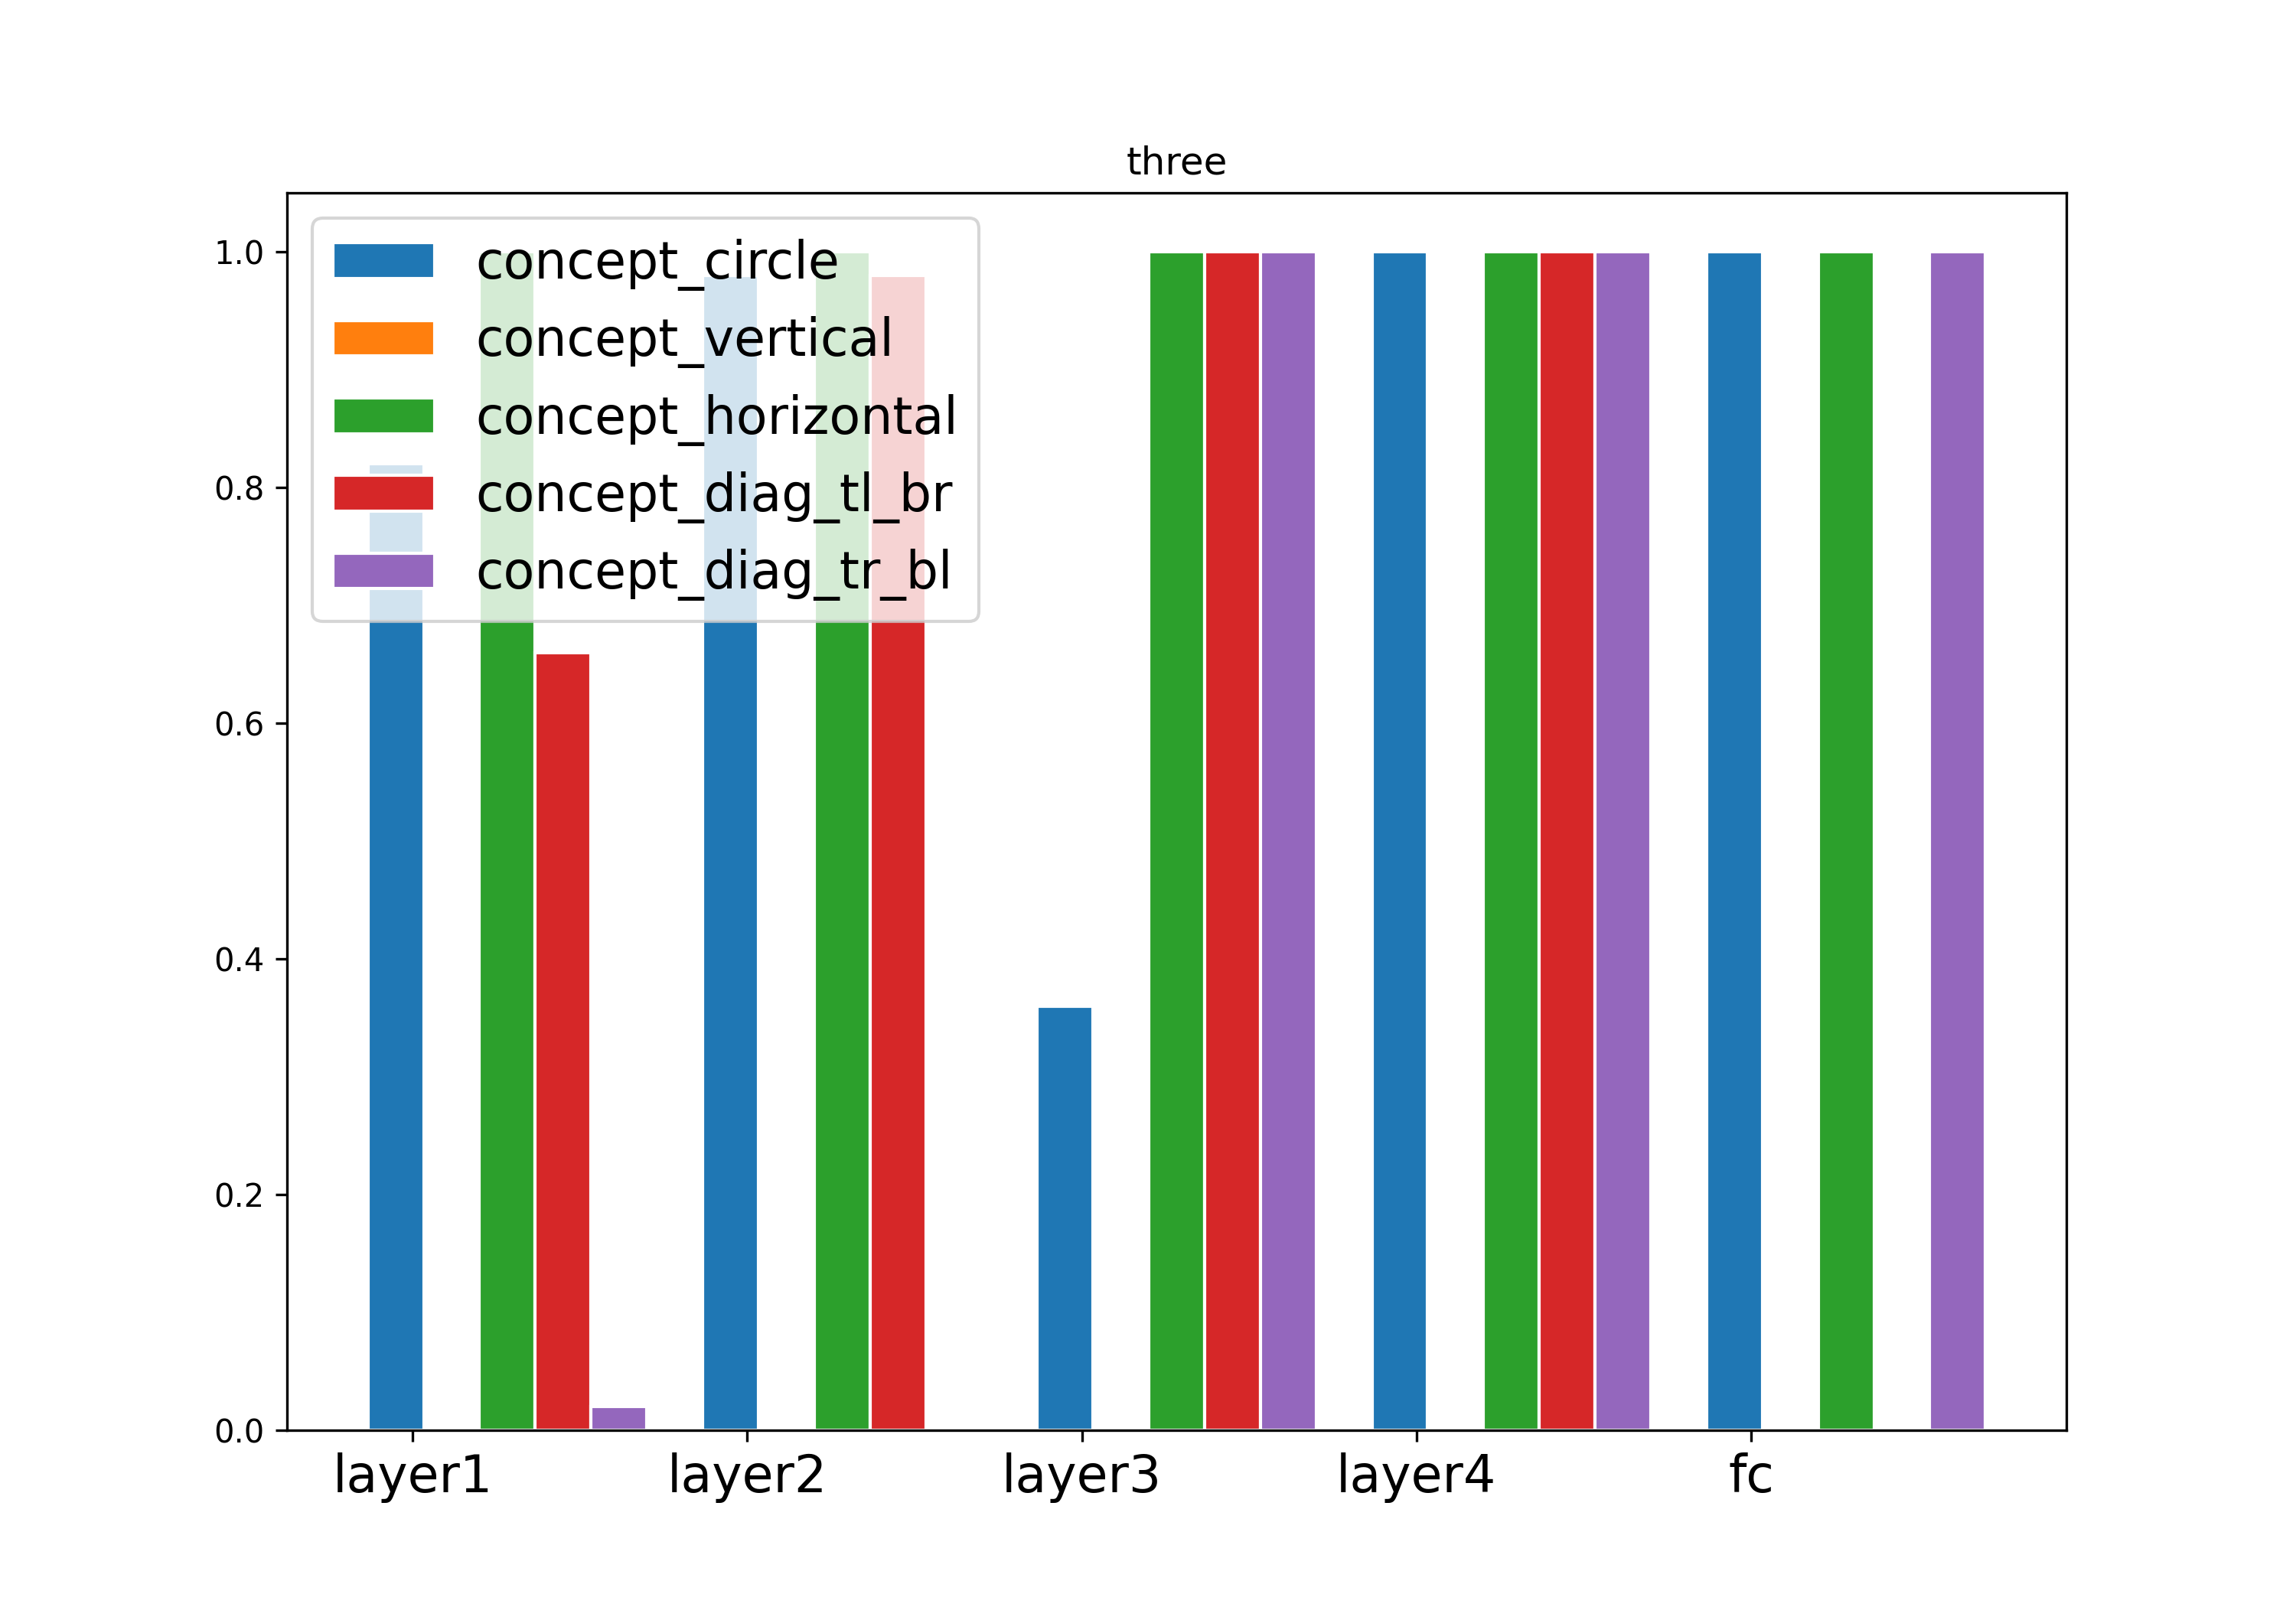 three
1.0
0.8
0.6
0.4
0.2
0.0
concept_circle
concept_vertical
concept_horizontal
concept_diag_tl_br
concept_diag_tr_bl
layer1 layer2 layer3 layer4 fc